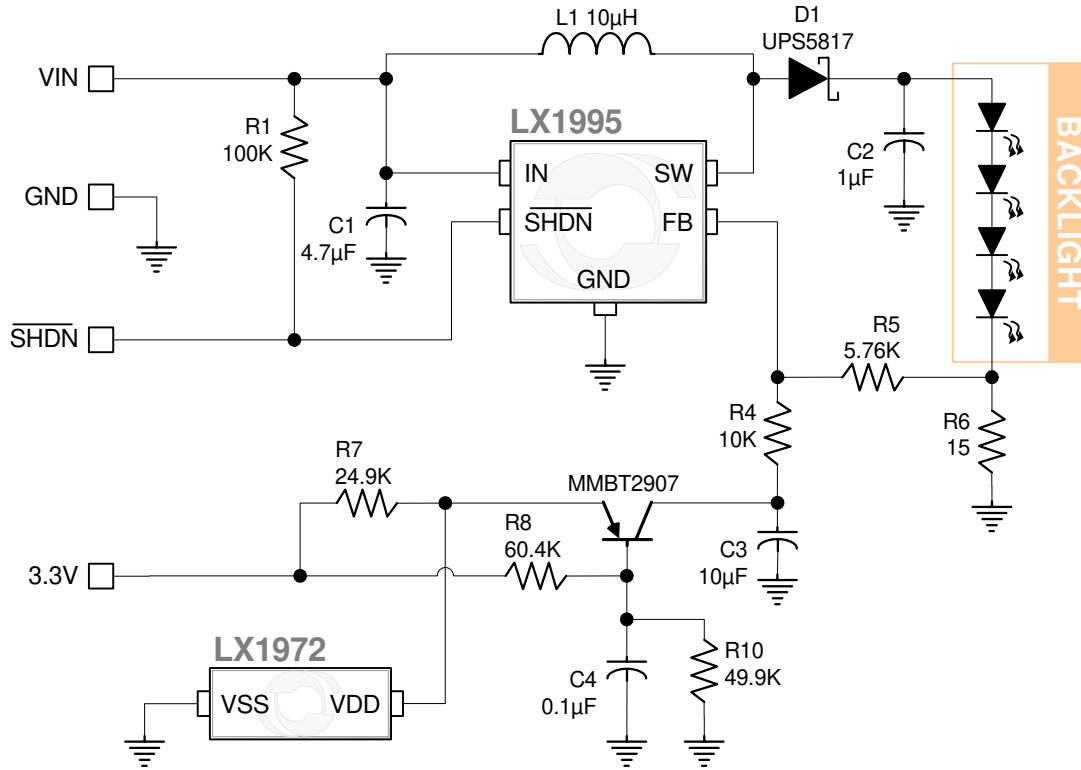 L1 10µH
D1
UPS5817
VIN
R1
100K
LX1995
IN
SW
C2
1µF
BACKLIGHT
GND
C1
4.7µF
SHDN
FB
GND
SHDN
R5
5.76K
R4
10K
R6
15
R7
24.9K
MMBT2907
R8
60.4K
C3
10µF
3.3V
LX1972
VSS
VDD
C4
0.1µF
R10
49.9K